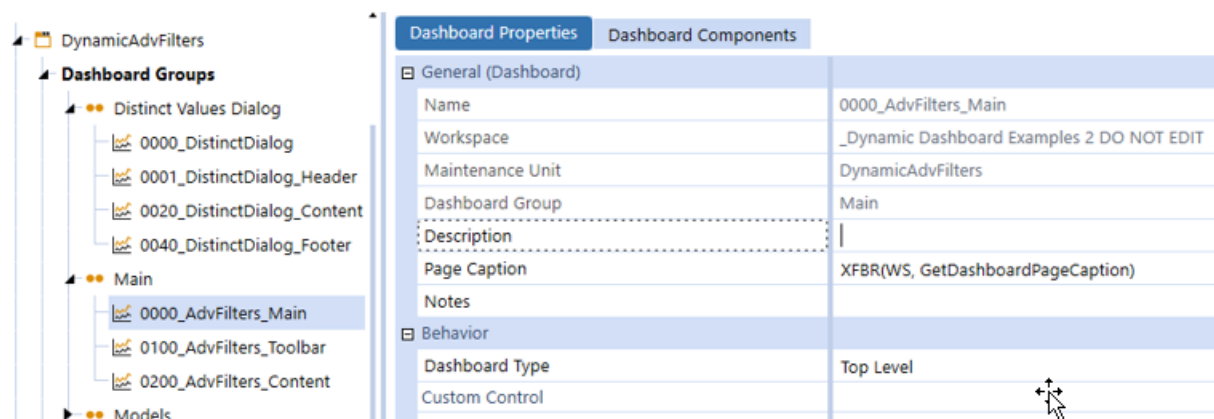 DynamicAdvFilters
Dashboard Groups
Distinct Values Dialog
0000_DistinctDialog
0001_DistinctDialog_Header
0020_DistinctDialog_Content
0040_DistinctDialog_Footer
Main
0000_AdvFilters_Main
0100_AdvFilters_Toolbar
0200_AdvFilters_Content
Models
Dashboard Properties Dashboard Components
General (Dashboard)
Name 0000_AdvFilters_Main
Workspace _Dynamic Dashboard Examples 2 DO NOT EDIT
Maintenance Unit DynamicAdvFilters
Dashboard Group Main
Description
Page Caption XFBR(WS, GetDashboardPageCaption)
Notes
Behavior
Dashboard Type Top Level
Custom Control